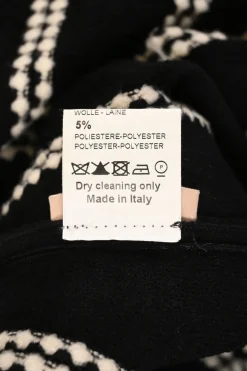 WOLLE - LAINE
5%
POLIESTERE-POLYESTER
POLYESTER-POLYESTER
Dry cleaning only
Made in Italy